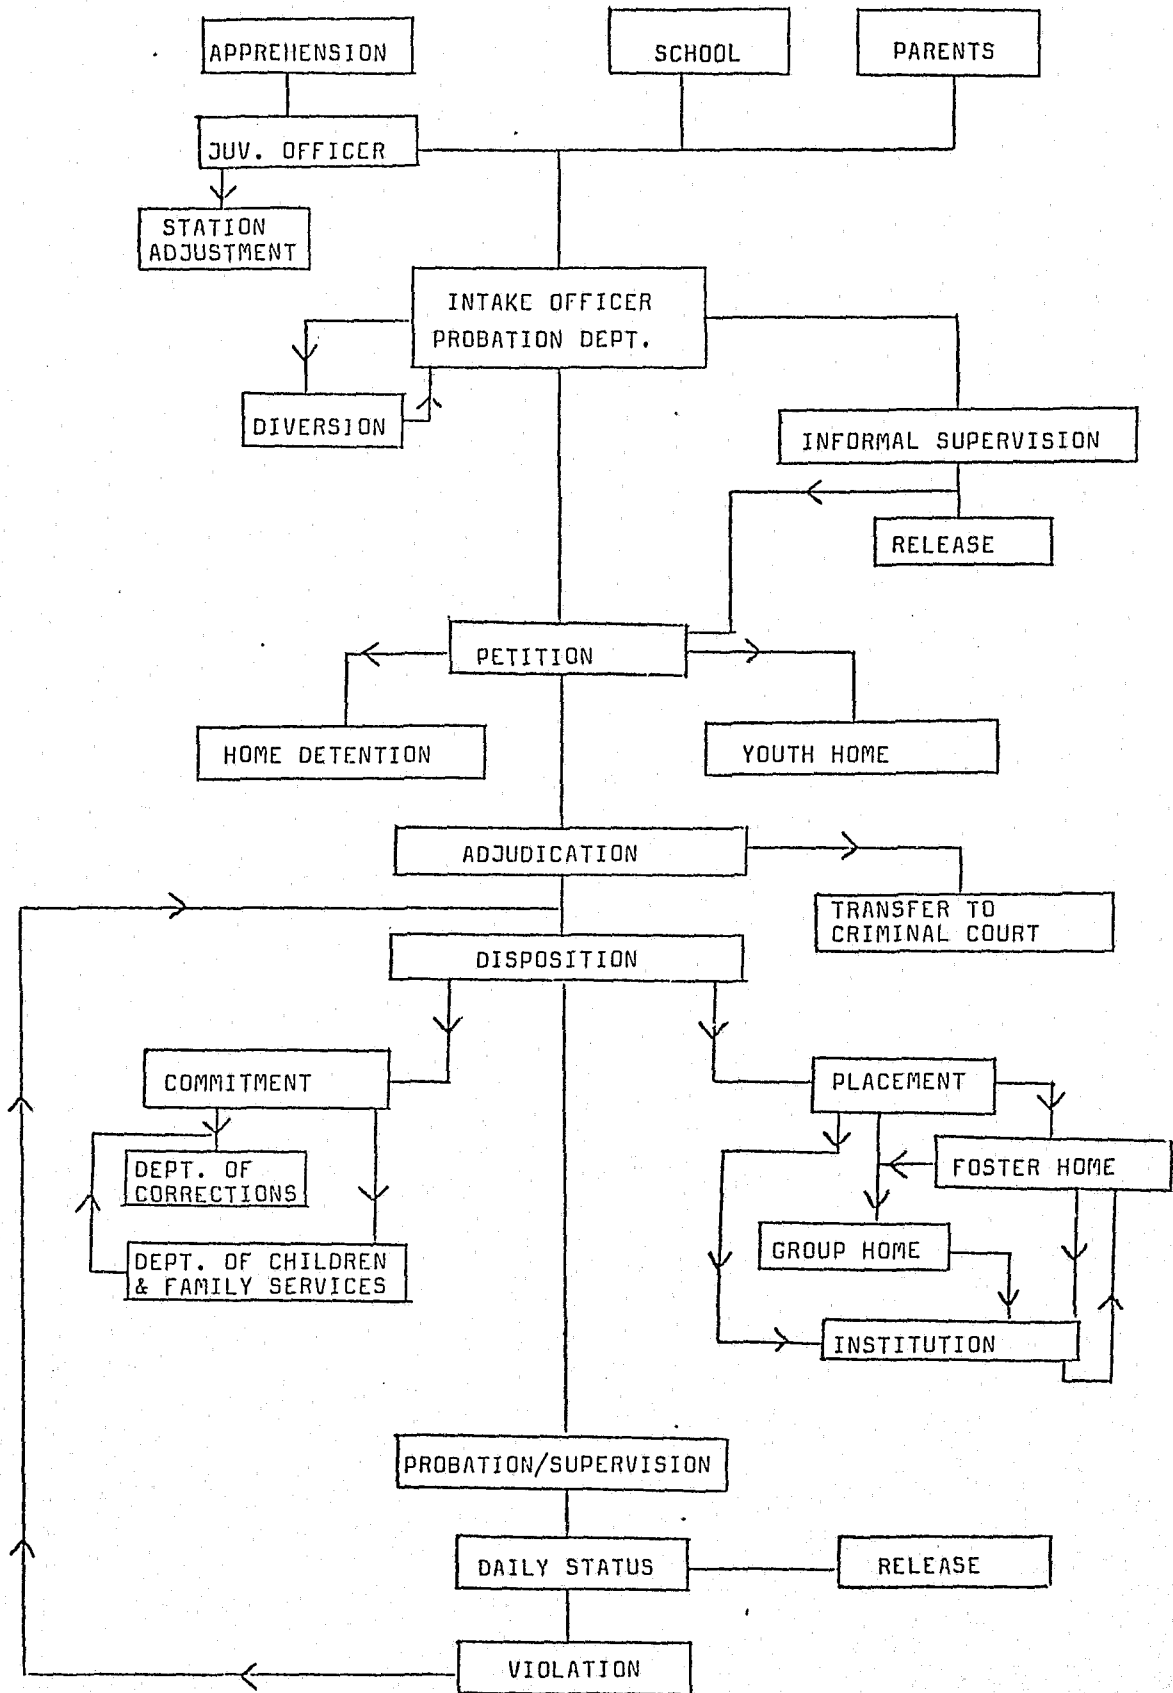 APPREHENSION
SCHOOL
PARENTS
JUV. OFFICER
STATION
ADJUSTMENT
INTAKE OFFICER
PROBATION DEPT.
DIVERSION
INFORMAL SUPERVISION
RELEASE
PETITION
HOME DETENTION
YOUTH HOME
ADJUDICATION
TRANSFER TO
CRIMINAL COURT
DISPOSITION
COMMITMENT
PLACEMENT
DEPT. OF
CORRECTIONS
FOSTER HOME
DEPT. OF CHILDREN
& FAMILY SERVICES
GROUP HOME
INSTITUTION
PROBATION/SUPERVISION
DAILY STATUS
RELEASE
VIOLATION